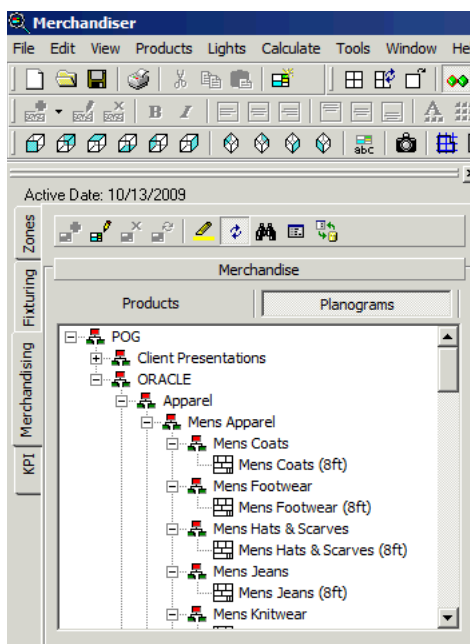 Merchandiser
File Edit View Products Lights Calculate Tools Window He
B I A
abc
Active Date: 10/13/2009
Zones
Fixturing
Merchandising
KPI
Merchandise
Products Planograms
POG
Client Presentations
ORACLE
Apparel
Mens Apparel
Mens Coats
Mens Coats (8ft)
Mens Footwear
Mens Footwear (8ft)
Mens Hats & Scarves
Mens Hats & Scarves (8ft)
Mens Jeans
Mens Jeans (8ft)
Mens Knitwear